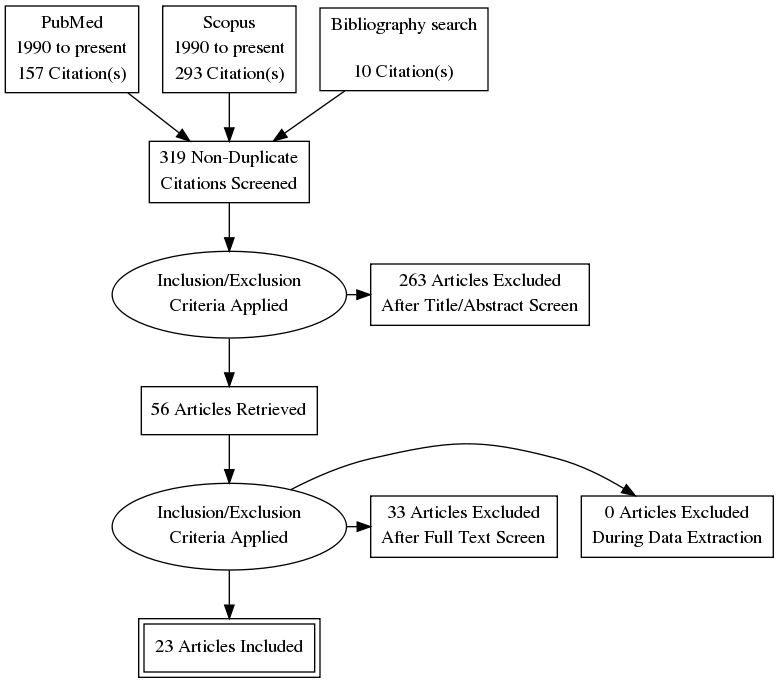 PubMed
1990 to present
157 Citation(s)
Scopus
1990 to present
293 Citation(s)
Bibliography search
10 Citation(s)
319 Non-Duplicate
Citations Screened
Inclusion/Exclusion
Criteria Applied
263 Articles Excluded
After Title/Abstract Screen
56 Articles Retrieved
Inclusion/Exclusion
Criteria Applied
33 Articles Excluded
After Full Text Screen
0 Articles Excluded
During Data Extraction
23 Articles Included